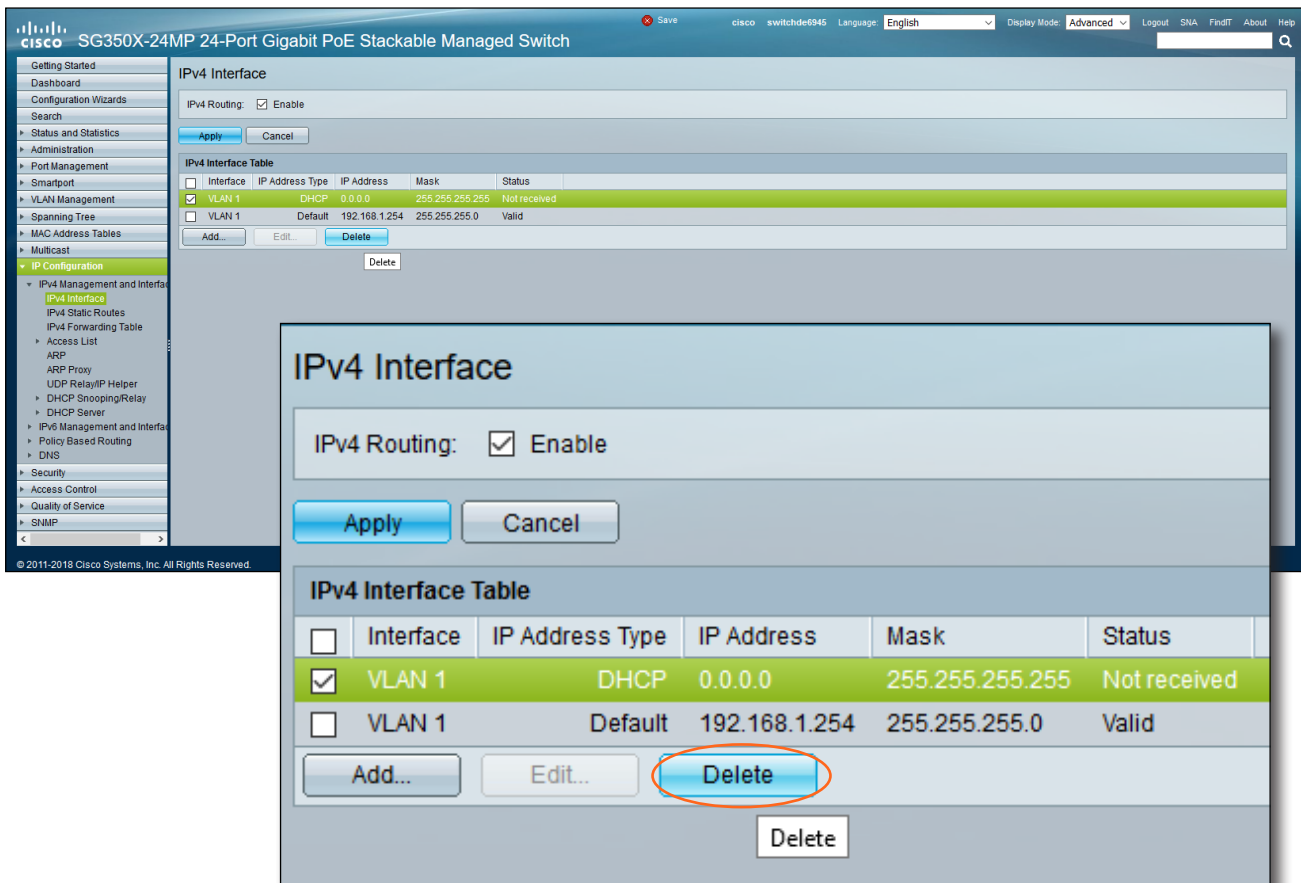 Save cisco switchde6945 Language: English Display Mode: Advanced Logout SNA FindIT About Help
cisco SG350X-24MP 24-Port Gigabit PoE Stackable Managed Switch
Getting Started
Dashboard
Configuration Wizards
Search
Status and Statistics
Administration
Port Management
Smartport
VLAN Management
Spanning Tree
MAC Address Tables
Multicast
IP Configuration
IPv4 Management and Interfac
IPv4 Interface
IPv4 Static Routes
IPv4 Forwarding Table
Access List
ARP
ARP Proxy
UDP Relay/IP Helper
DHCP Snooping/Relay
DHCP Server
IPv6 Management and Interfac
Policy Based Routing
DNS
Security
Access Control
Quality of Service
SNMP
IPv4 Interface
IPv4 Routing: Enable
Apply Cancel
IPv4 Interface Table
Interface IP Address Type IP Address Mask Status
VLAN 1 DHCP 0.0.0.0 255.255.255.255 Not received
VLAN 1 Default 192.168.1.254 255.255.255.0 Valid
Add... Edit... Delete
Delete
© 2011-2018 Cisco Systems, Inc. All Rights Reserved.
IPv4 Interface
IPv4 Routing: Enable
Apply Cancel
IPv4 Interface Table
Interface IP Address Type IP Address Mask Status
VLAN 1 DHCP 0.0.0.0 255.255.255.255 Not received
VLAN 1 Default 192.168.1.254 255.255.255.0 Valid
Add... Edit... Delete
Delete